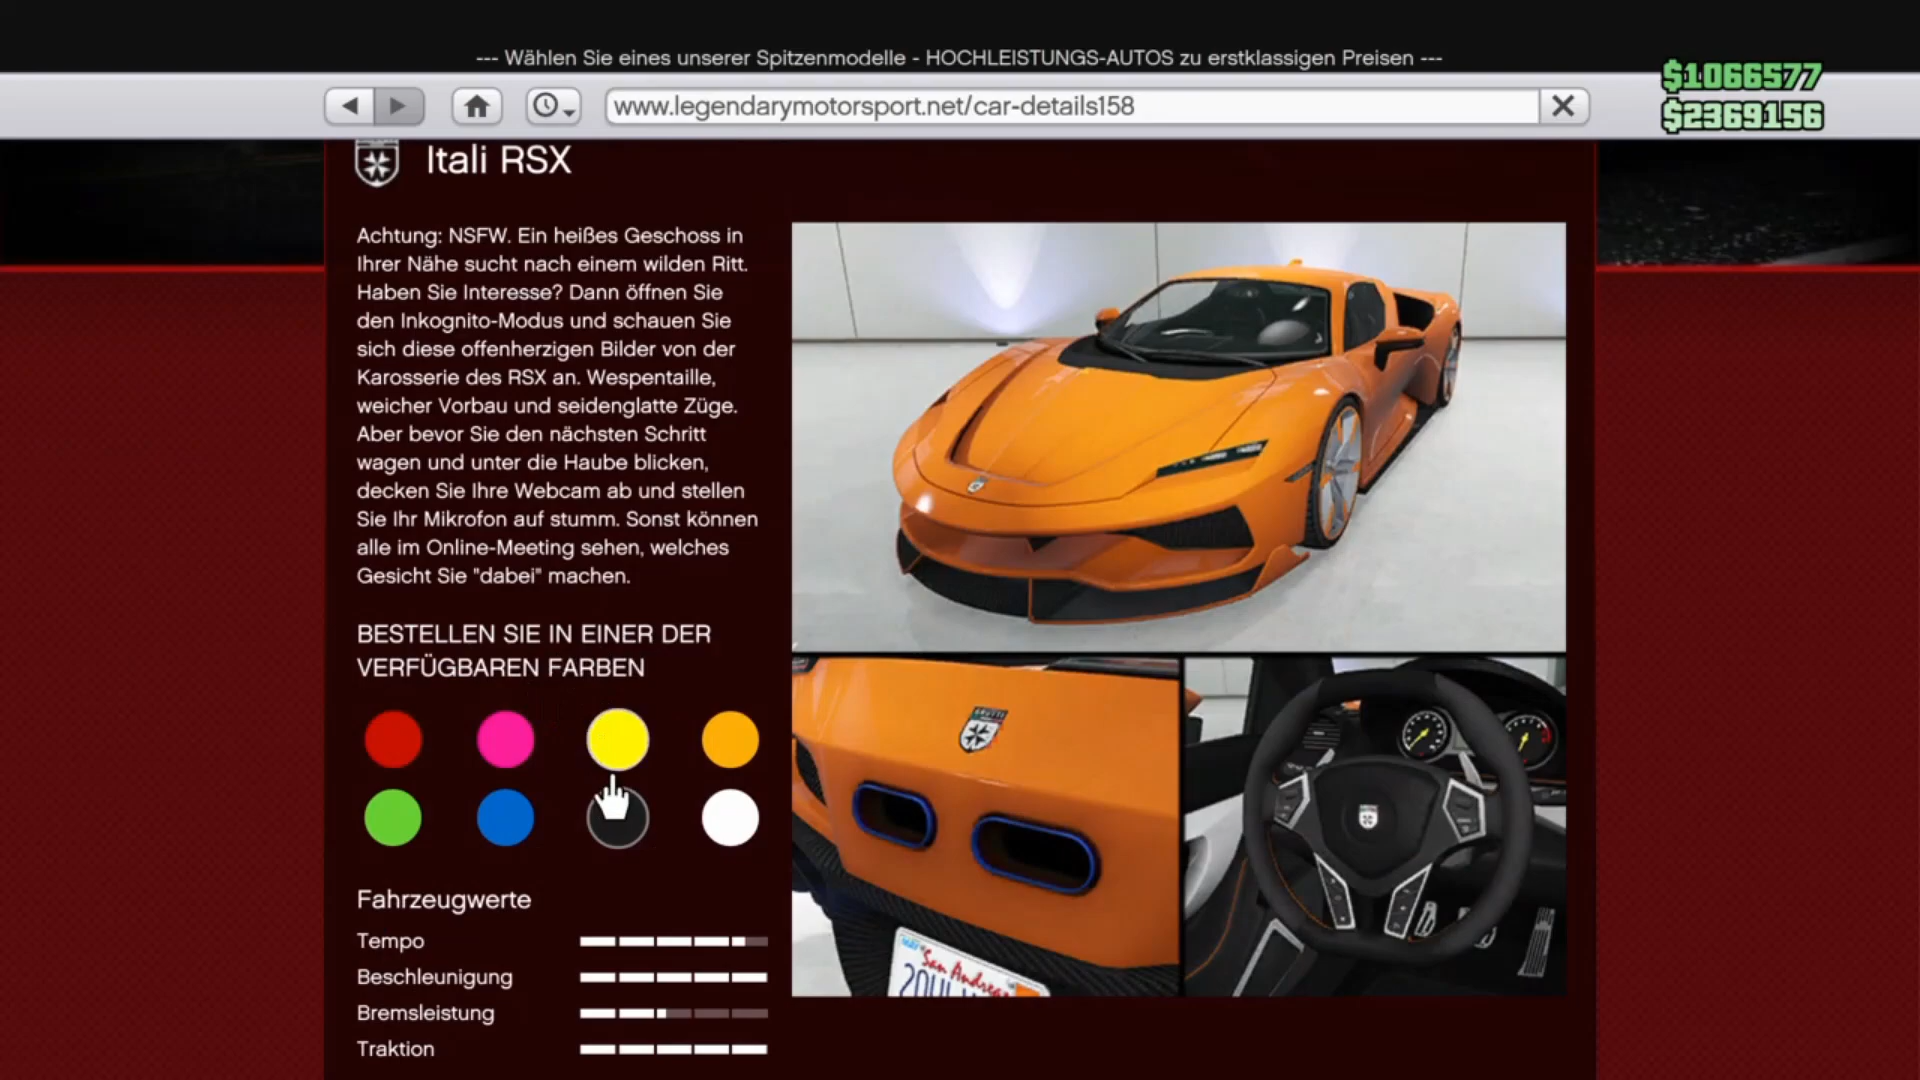 --- Wählen Sie eines unserer Spitzenmodelle - HOCHLEISTUNGS-AUTOS zu erstklassigen Preisen ---
$1066577
$2369156
www.legendarymotorsport.net/car-details158
Itali RSX
Achtung: NSFW. Ein heißes Geschoss in
Ihrer Nähe sucht nach einem wilden Ritt.
Haben Sie Interesse? Dann öffnen Sie
den Inkognito-Modus und schauen Sie
sich diese offenherzigen Bilder von der
Karosserie des RSX an. Wespentaille,
weicher Vorbau und seidenglatte Züge.
Aber bevor Sie den nächsten Schritt
wagen und unter die Haube blicken,
decken Sie Ihre Webcam ab und stellen
Sie Ihr Mikrofon auf stumm. Sonst können
alle im Online-Meeting sehen, welches
Gesicht Sie "dabei" machen.
BESTELLEN SIE IN EINER DER
VERFÜGBAREN FARBEN
Fahrzeugwerte
Tempo
Beschleunigung
Bremsleistung
Traktion
GROTTI
San Andreas